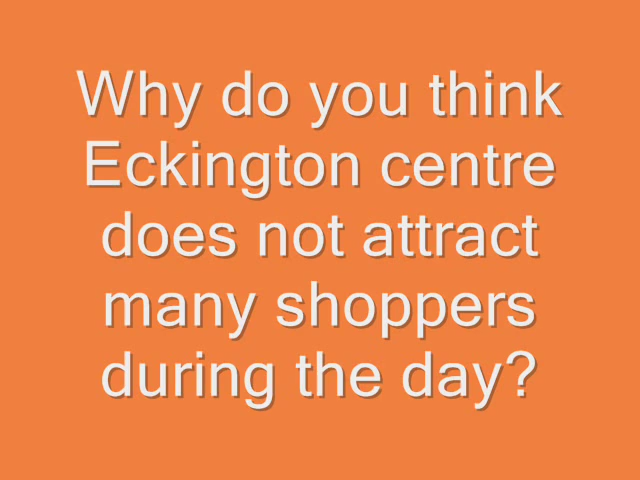 Why do you think
Eckington centre
does not attract
many shoppers
during the day?